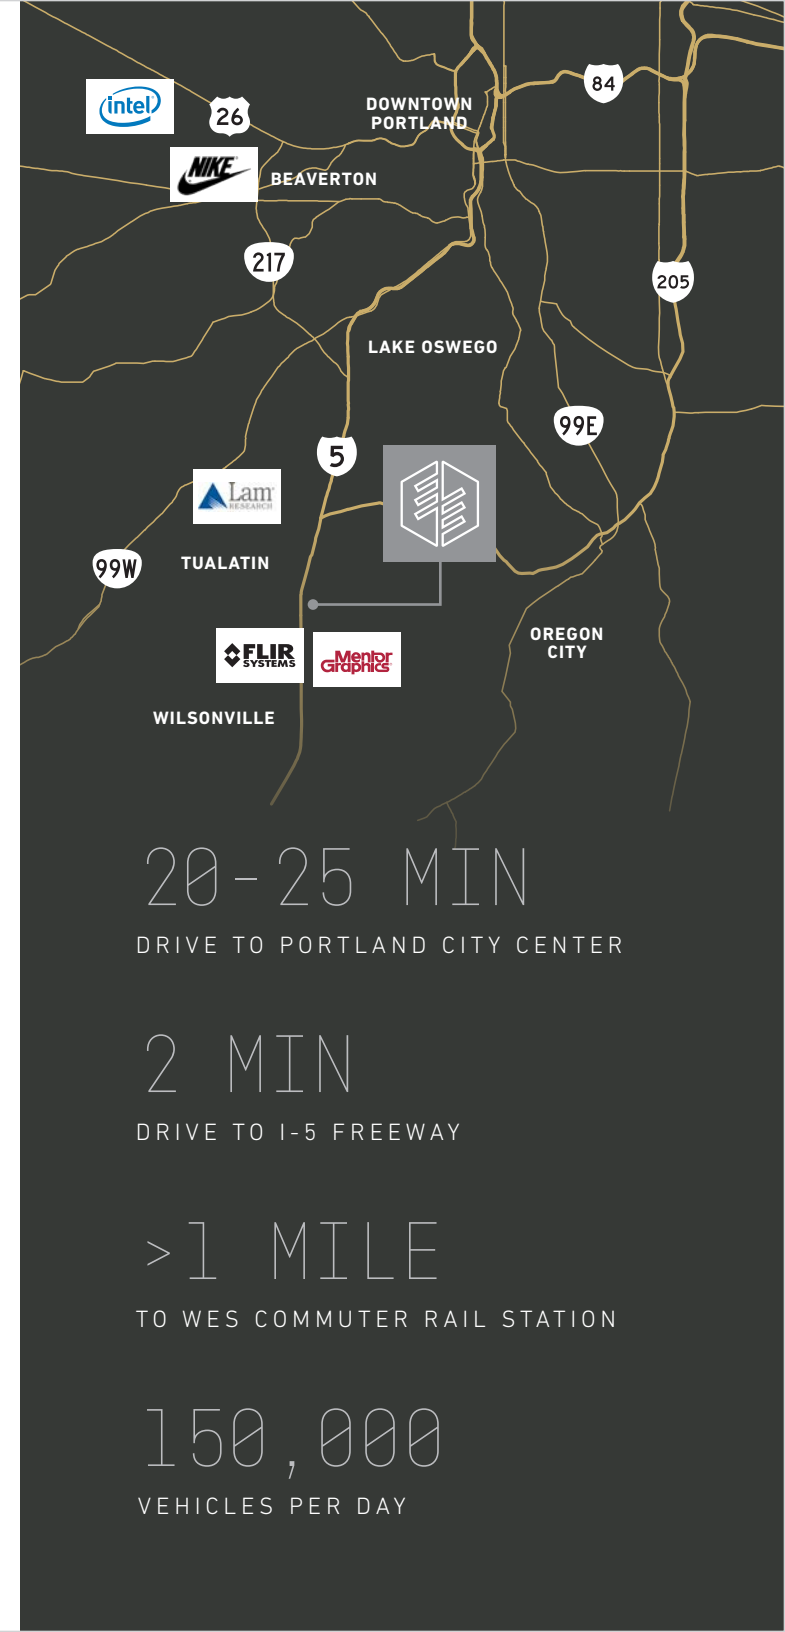 intel
26
DOWNTOWN
PORTLAND
84
NIKE
BEAVERTON
217
205
LAKE OSWEGO
99E
5
Lam
RESEARCH
99W
TUALATIN
FLIR
SYSTEMS
Mentor
Graphics
OREGON
CITY
WILSONVILLE
20-25 MIN
DRIVE TO PORTLAND CITY CENTER
2 MIN
DRIVE TO I-5 FREEWAY
>1 MILE
TO WES COMMUTER RAIL STATION
150,000
VEHICLES PER DAY